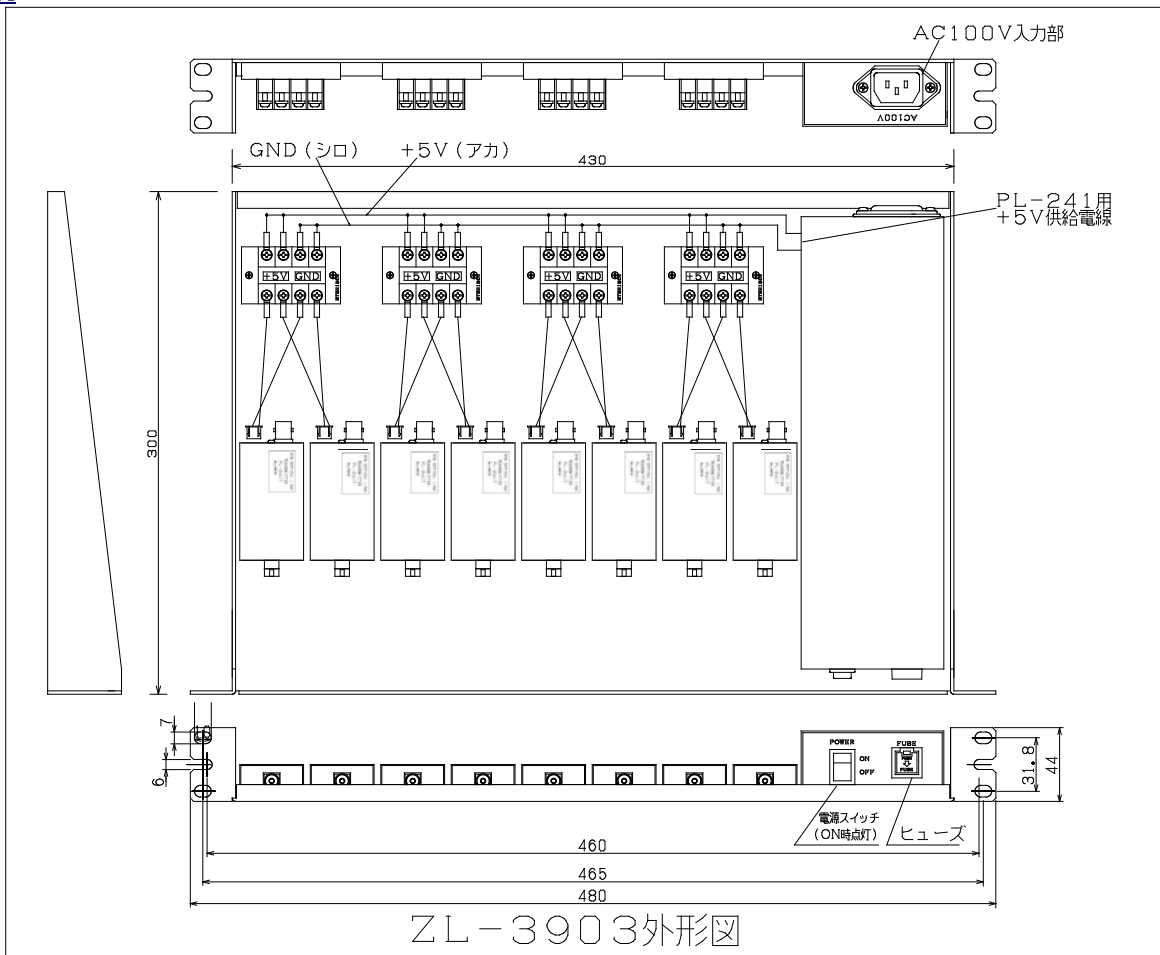 AC100V入力部
AC100V
GND(シロ)
+5V(アカ)
430
PL-241用
+5V供給電線
+5V GND
+5V GND
+5V GND
+5V GND
300
7
6
POWER
ON
OFF
FUSE
電源スイッチ
(ON時点灯)
ヒューズ
31.8
44
460
465
480
ZL-3903外形図